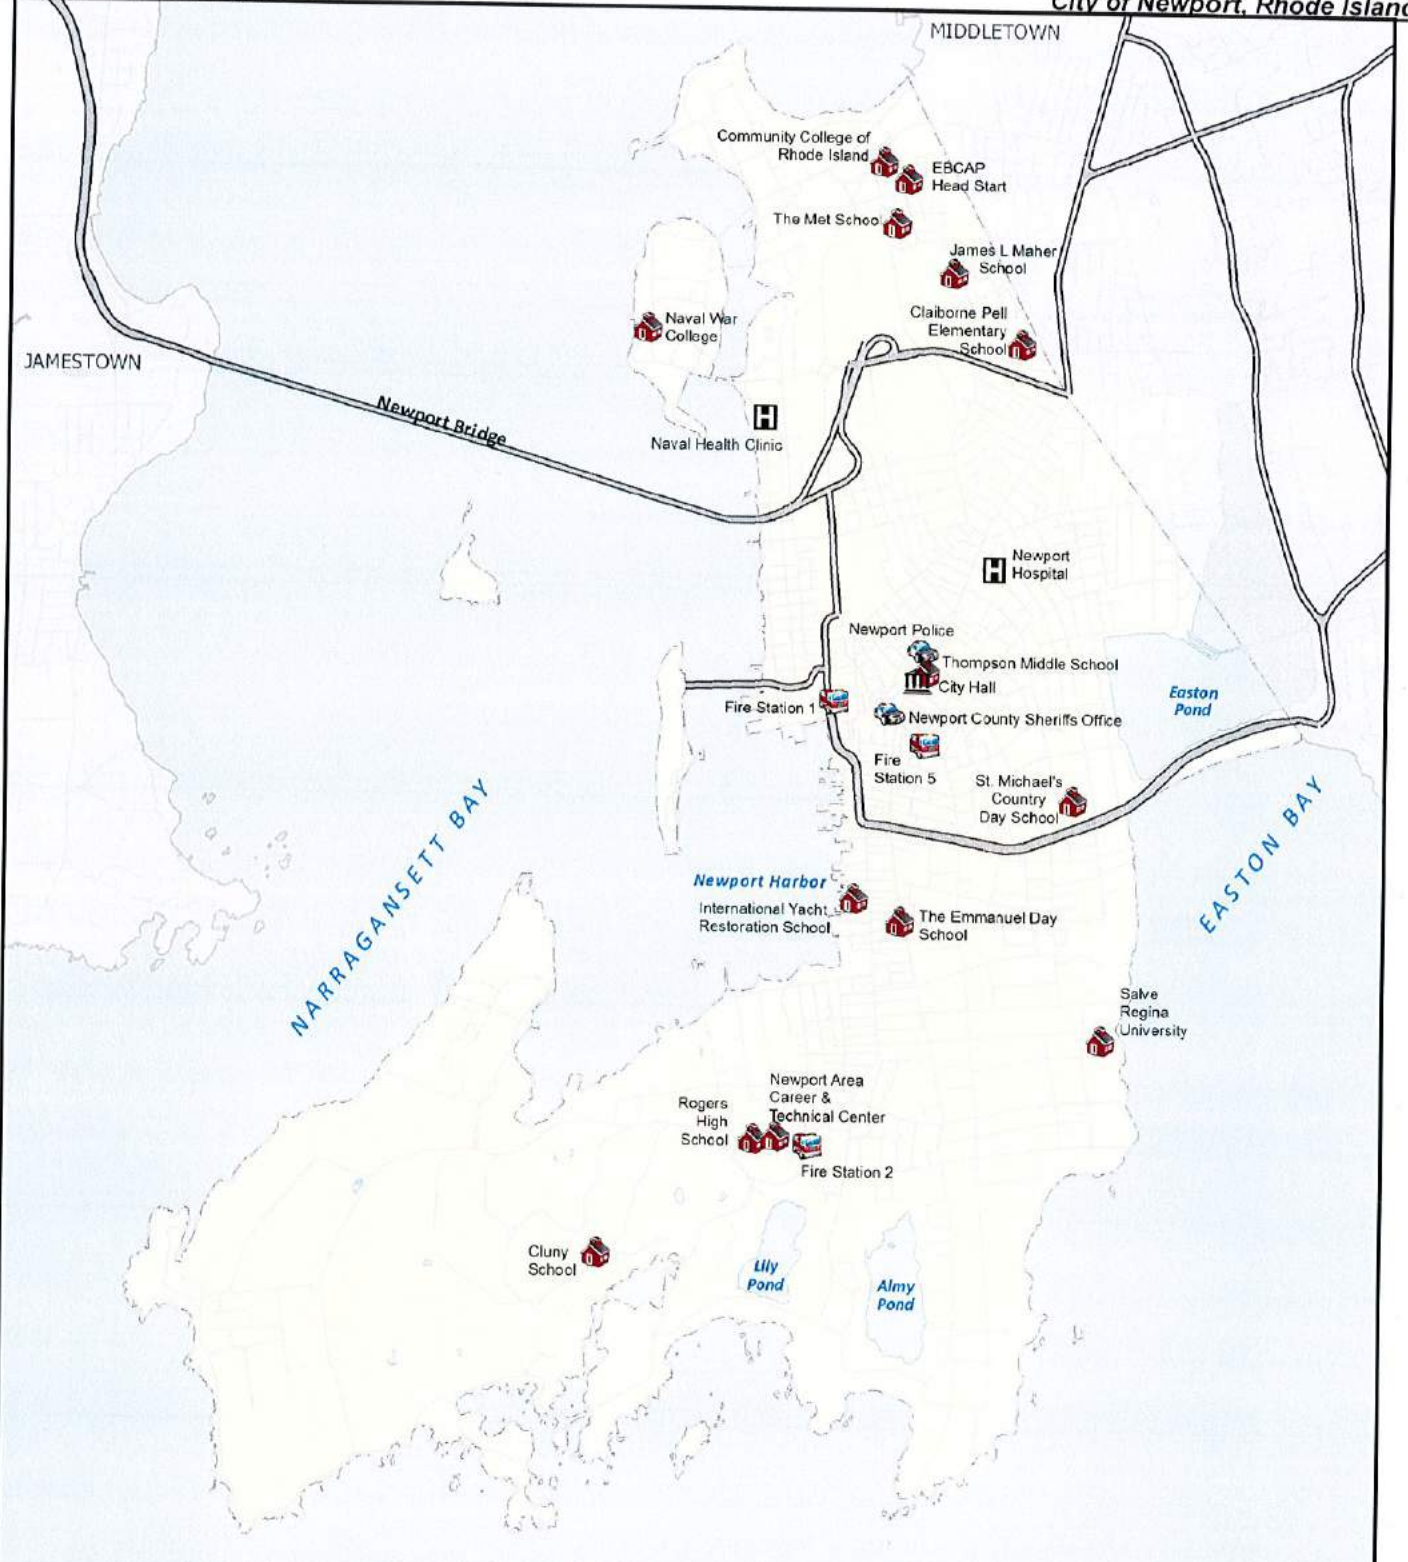 City of Newport, Rhode Island
MIDDLETOWN
Community College of
Rhode Island
EBCAP
Head Start
The Met School
James L Maher
School
Claiborne Pell
Elementary
School
Naval War
College
JAMESTOWN
Newport Bridge
Naval Health Clinic
Newport
Hospital
Newport Police
Thompson Middle School
City Hall
Easton
Pond
Fire Station 1
Newport County Sheriffs Office
Fire
Station 5
St. Michael's
Country
Day School
NARRAGANSETT BAY
EASTON BAY
Newport Harbor
International Yacht
Restoration School
The Emmanuel Day
School
Salve
Regina
University
Newport Area
Career &
Technical Center
Rogers
High
School
Fire Station 2
Cluny
School
Lily
Pond
Almy
Pond